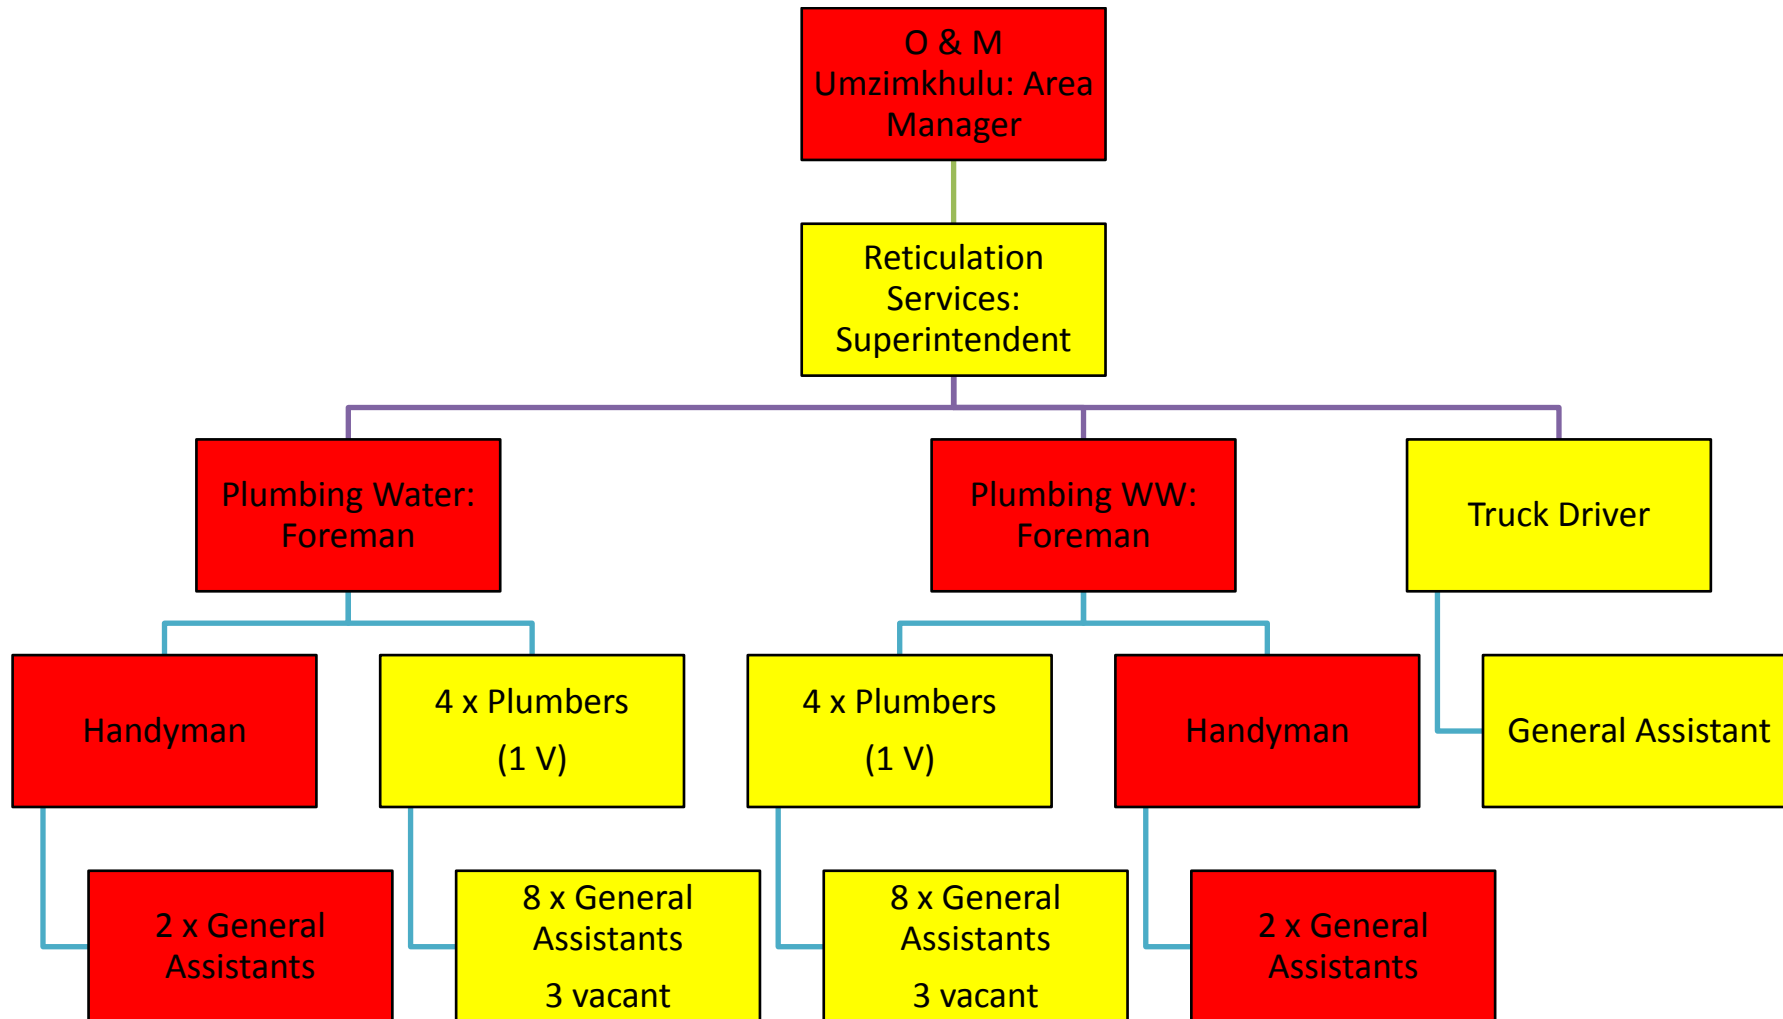 O & M
Umzimkhulu: Area
Manager
Reticulation
Services:
Superintendent
Plumbing Water:
Foreman
Plumbing WW:
Foreman
Truck Driver
Handyman
4 x Plumbers
(1 V)
4 x Plumbers
(1 V)
Handyman
General Assistant
2 x General
Assistants
8 x General
Assistants
3 vacant
8 x General
Assistants
3 vacant
2 x General
Assistants